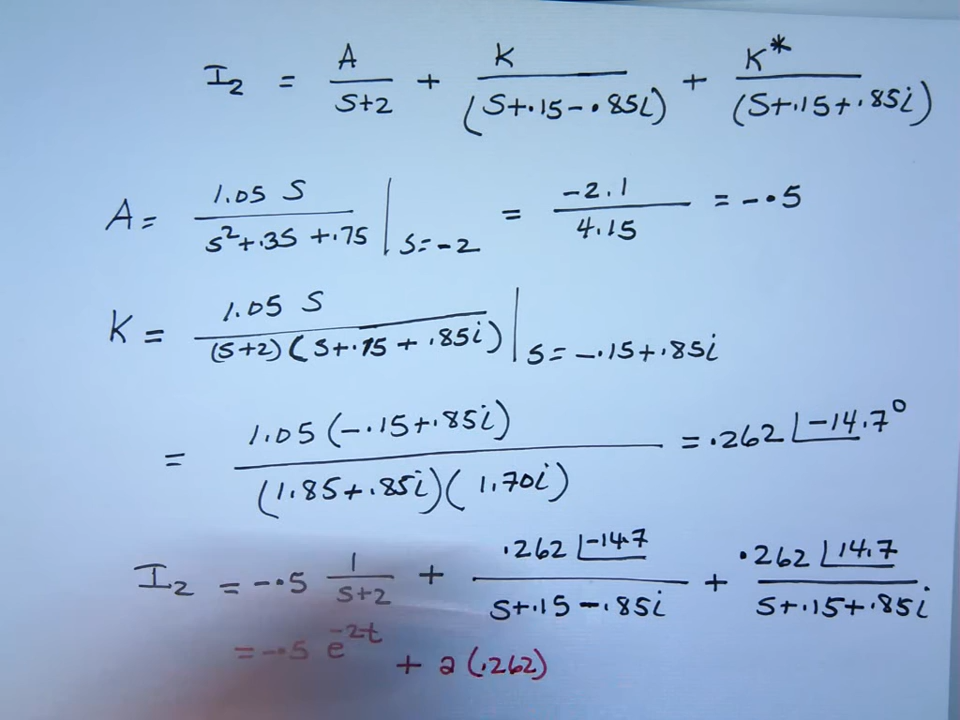 I₂ = A/(S+2) + K/(S+.15-.85i) + K*/(S+.15+.85i)
A = 1.05 S/(S²+.3S+.75) | S=-2 = -2.1/4.15 = -.5
K = 1.05 S/((S+2)(S+.15+.85i)) | S=-.15+.85i
= 1.05(-.15+.85i)/((1.85+.85i)(1.70i)) = .262 ∠-14.7°
I₂ = -.5 1/(S+2) + .262 ∠-14.7/(S+.15-.85i) + .262 ∠14.7/(S+.15+.85i)
= -.5 e^(-2t) + 2(.262)